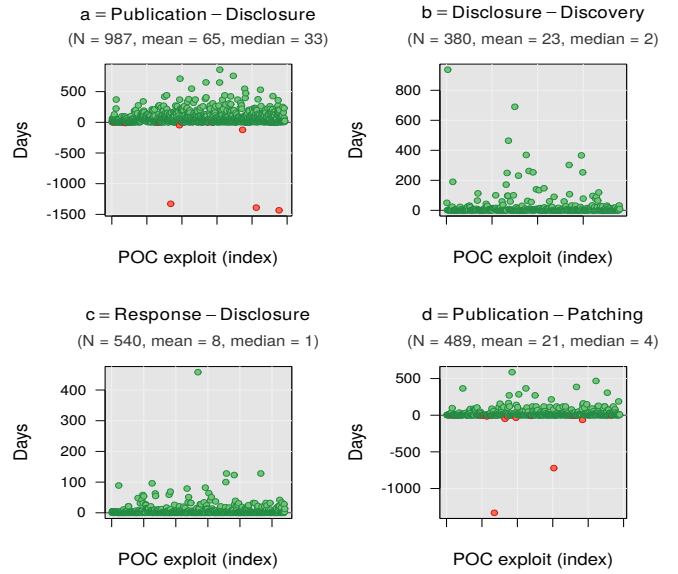 a = Publication – Disclosure
(N = 987, mean = 65, median = 33)
500
0
-500
-1000
-1500
Days
POC exploit (index)
b = Disclosure – Discovery
(N = 380, mean = 23, median = 2)
800
600
400
200
0
Days
POC exploit (index)
c = Response – Disclosure
(N = 540, mean = 8, median = 1)
400
300
200
100
0
Days
POC exploit (index)
d = Publication – Patching
(N = 489, mean = 21, median = 4)
500
0
-500
-1000
Days
POC exploit (index)